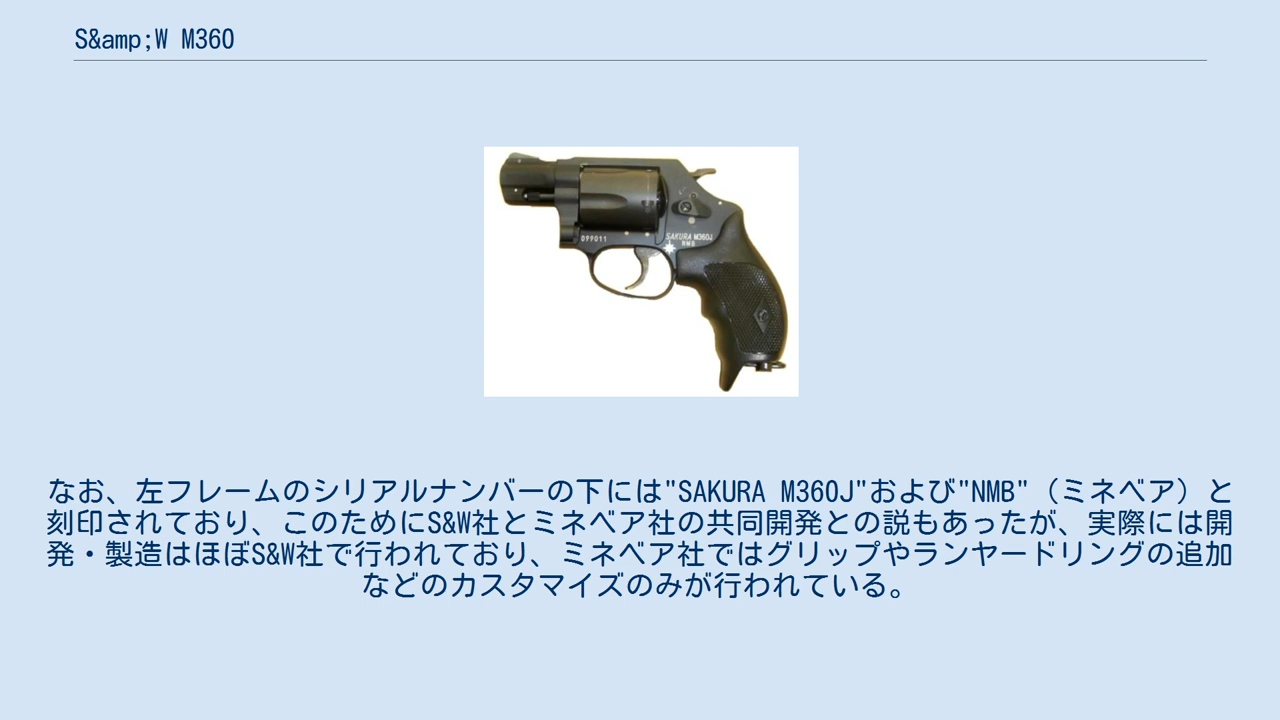 S&amp;W M360
099011
SAKURA M360J
NMB
なお、左フレームのシリアルナンバーの下には"SAKURA M360J"および"NMB"（ミネベア）と
刻印されており、このためにS&W社とミネベア社の共同開発との説もあったが、実際には開
発・製造はほぼS&W社で行われており、ミネベア社ではグリップやランヤードリングの追加
などのカスタマイズのみが行われている。